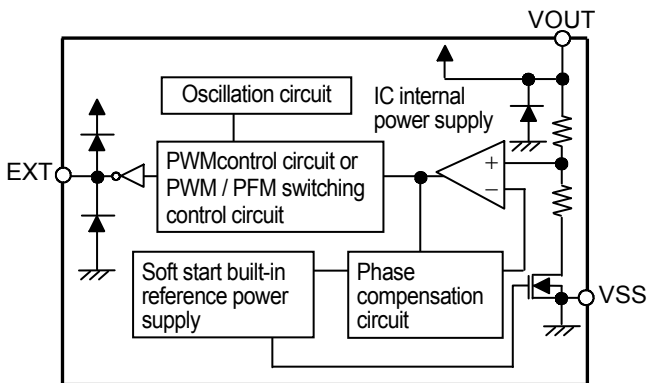 VOUT
Oscillation circuit
IC internal
power supply
EXT
PWMcontrol circuit or
PWM / PFM switching
control circuit
+
−
Soft start built-in
reference power
supply
Phase
compensation
circuit
VSS